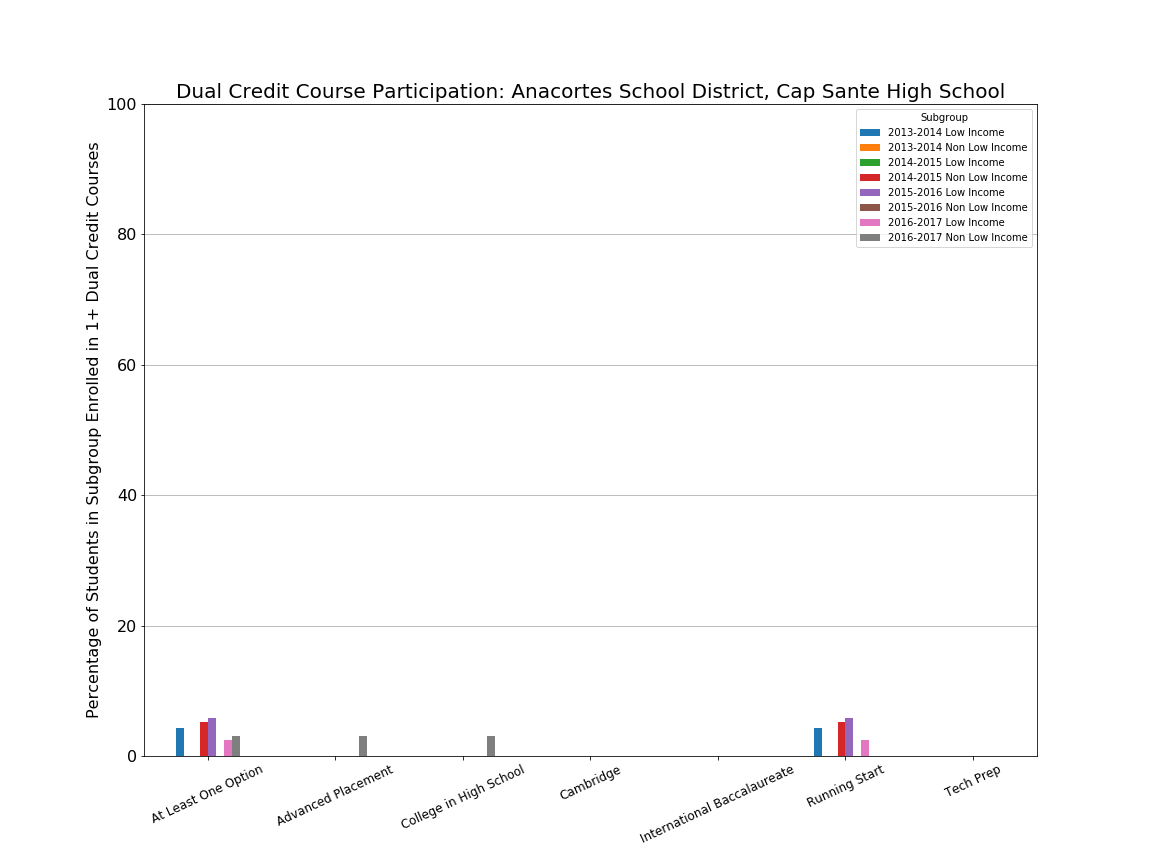 Dual Credit Course Participation: Anacortes School District, Cap Sante High School
Percentage of Students in Subgroup Enrolled in 1+ Dual Credit Courses
100
80
60
40
20
0
Subgroup
2013-2014 Low Income
2013-2014 Non Low Income
2014-2015 Low Income
2014-2015 Non Low Income
2015-2016 Low Income
2015-2016 Non Low Income
2016-2017 Low Income
2016-2017 Non Low Income
At Least One Option
Advanced Placement
College in High School
Cambridge
International Baccalaureate
Running Start
Tech Prep